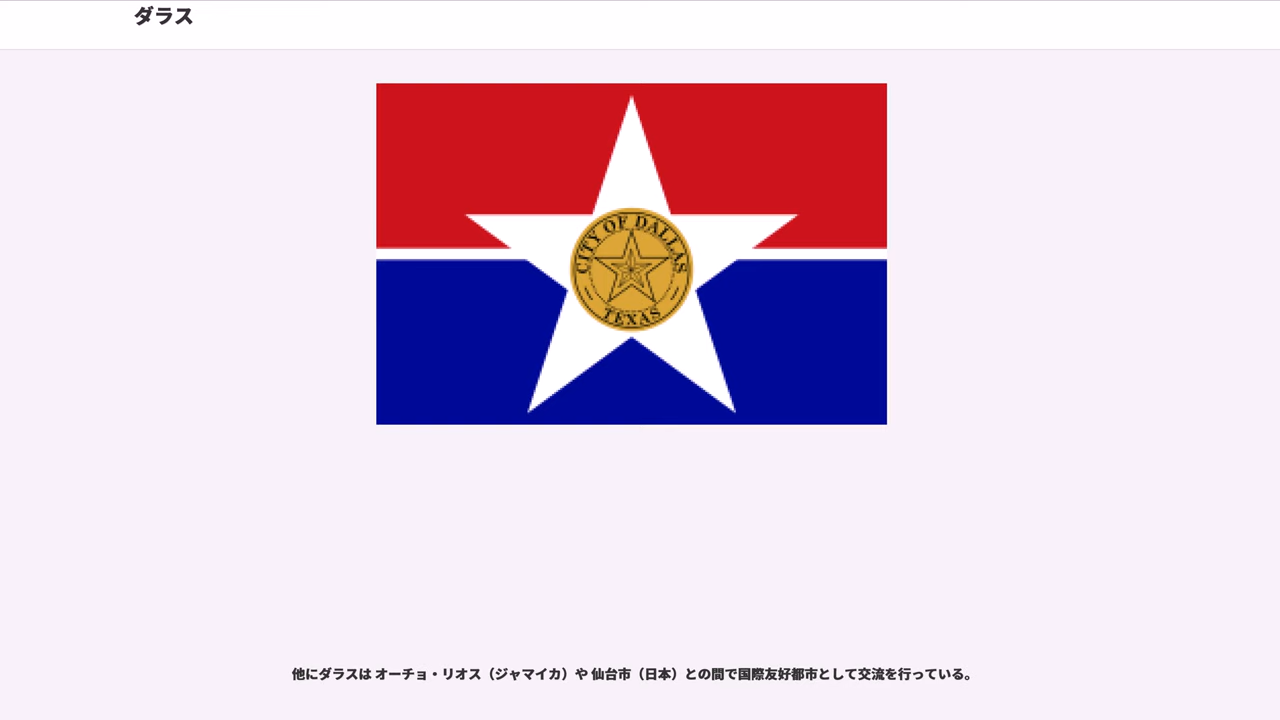 ダラス
CITY OF DALLAS
TEXAS
他にダラスは オーチョ・リオス（ジャマイカ）や 仙台市（日本）との間で国際友好都市として交流を行っている。